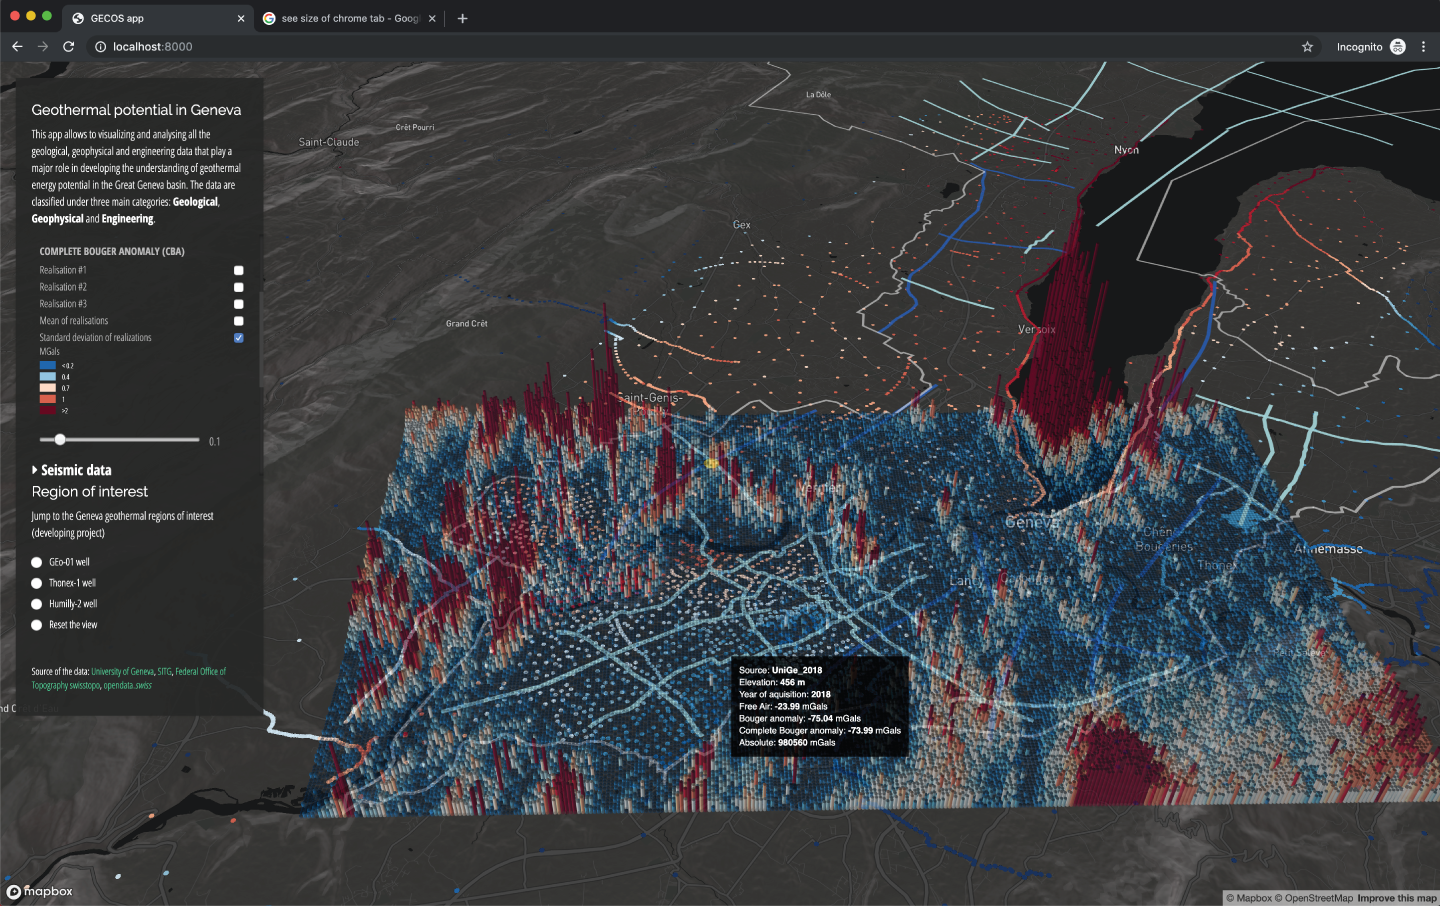 GECOS app
see size of chrome tab - Goog
localhost:8000
Incognito
Geothermal potential in Geneva
This app allows to visualizing and analysing all the
geological, geophysical and engineering data that play a
major role in developing the understanding of geothermal
energy potential in the Great Geneva basin. The data are
classified under three main categories: Geological,
Geophysical and Engineering.
COMPLETE BOUGER ANOMALY (CBA)
Realisation #1
Realisation #2
Realisation #3
Mean of realisations
Standard deviation of realizations
MGals
<0.2
0.4
0.7
1
>2
0.1
Seismic data
Region of interest
Jump to the Geneva geothermal regions of interest
(developing project)
GEo-01 well
Thonex-1 well
Humilly-2 well
Reset the view
Source of the data: University of Geneva, SITG, Federal Office of
Topography swisstopo, opendata.swiss
La Dôle
Crêt Pourri
Saint-Claude
Nyon
Gex
Grand Crêt
Versoix
Saint-Genis-
Vernier
Geneva
Chêne-
Bougeries
Annemasse
Thônex
Lancy
Source: UniGe_2018
Elevation: 456 m
Year of aquisition: 2018
Free Air: -23.99 mGals
Bouger anomaly: -75.04 mGals
Complete Bouger anomaly: -73.99 mGals
Absolute: 980560 mGals
mapbox
© Mapbox © OpenStreetMap Improve this map